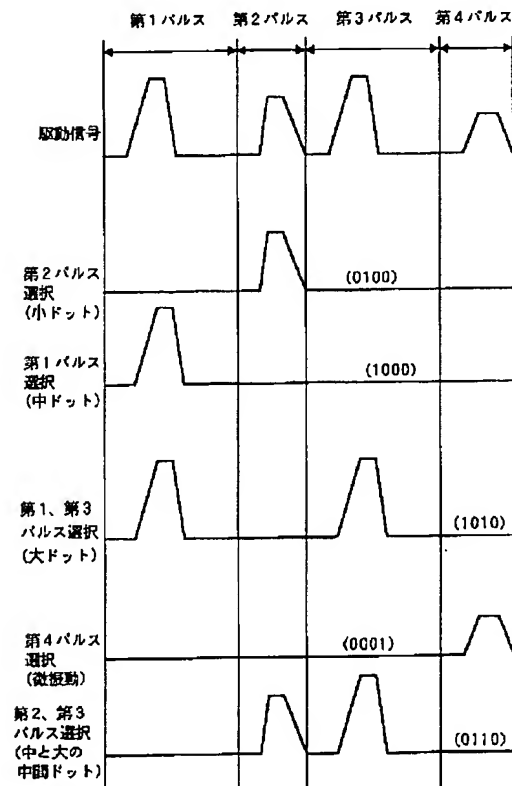 第1パルス 第2パルス 第3パルス 第4パルス
駆動信号
第2パルス
選択
(小ドット)
(0100)
第1パルス
選択
(中ドット)
(1000)
第1、第3
パルス選択
(大ドット)
(1010)
第4パルス
選択
(微振動)
(0001)
第2、第3
パルス選択
(中と大の
中間ドット)
(0110)